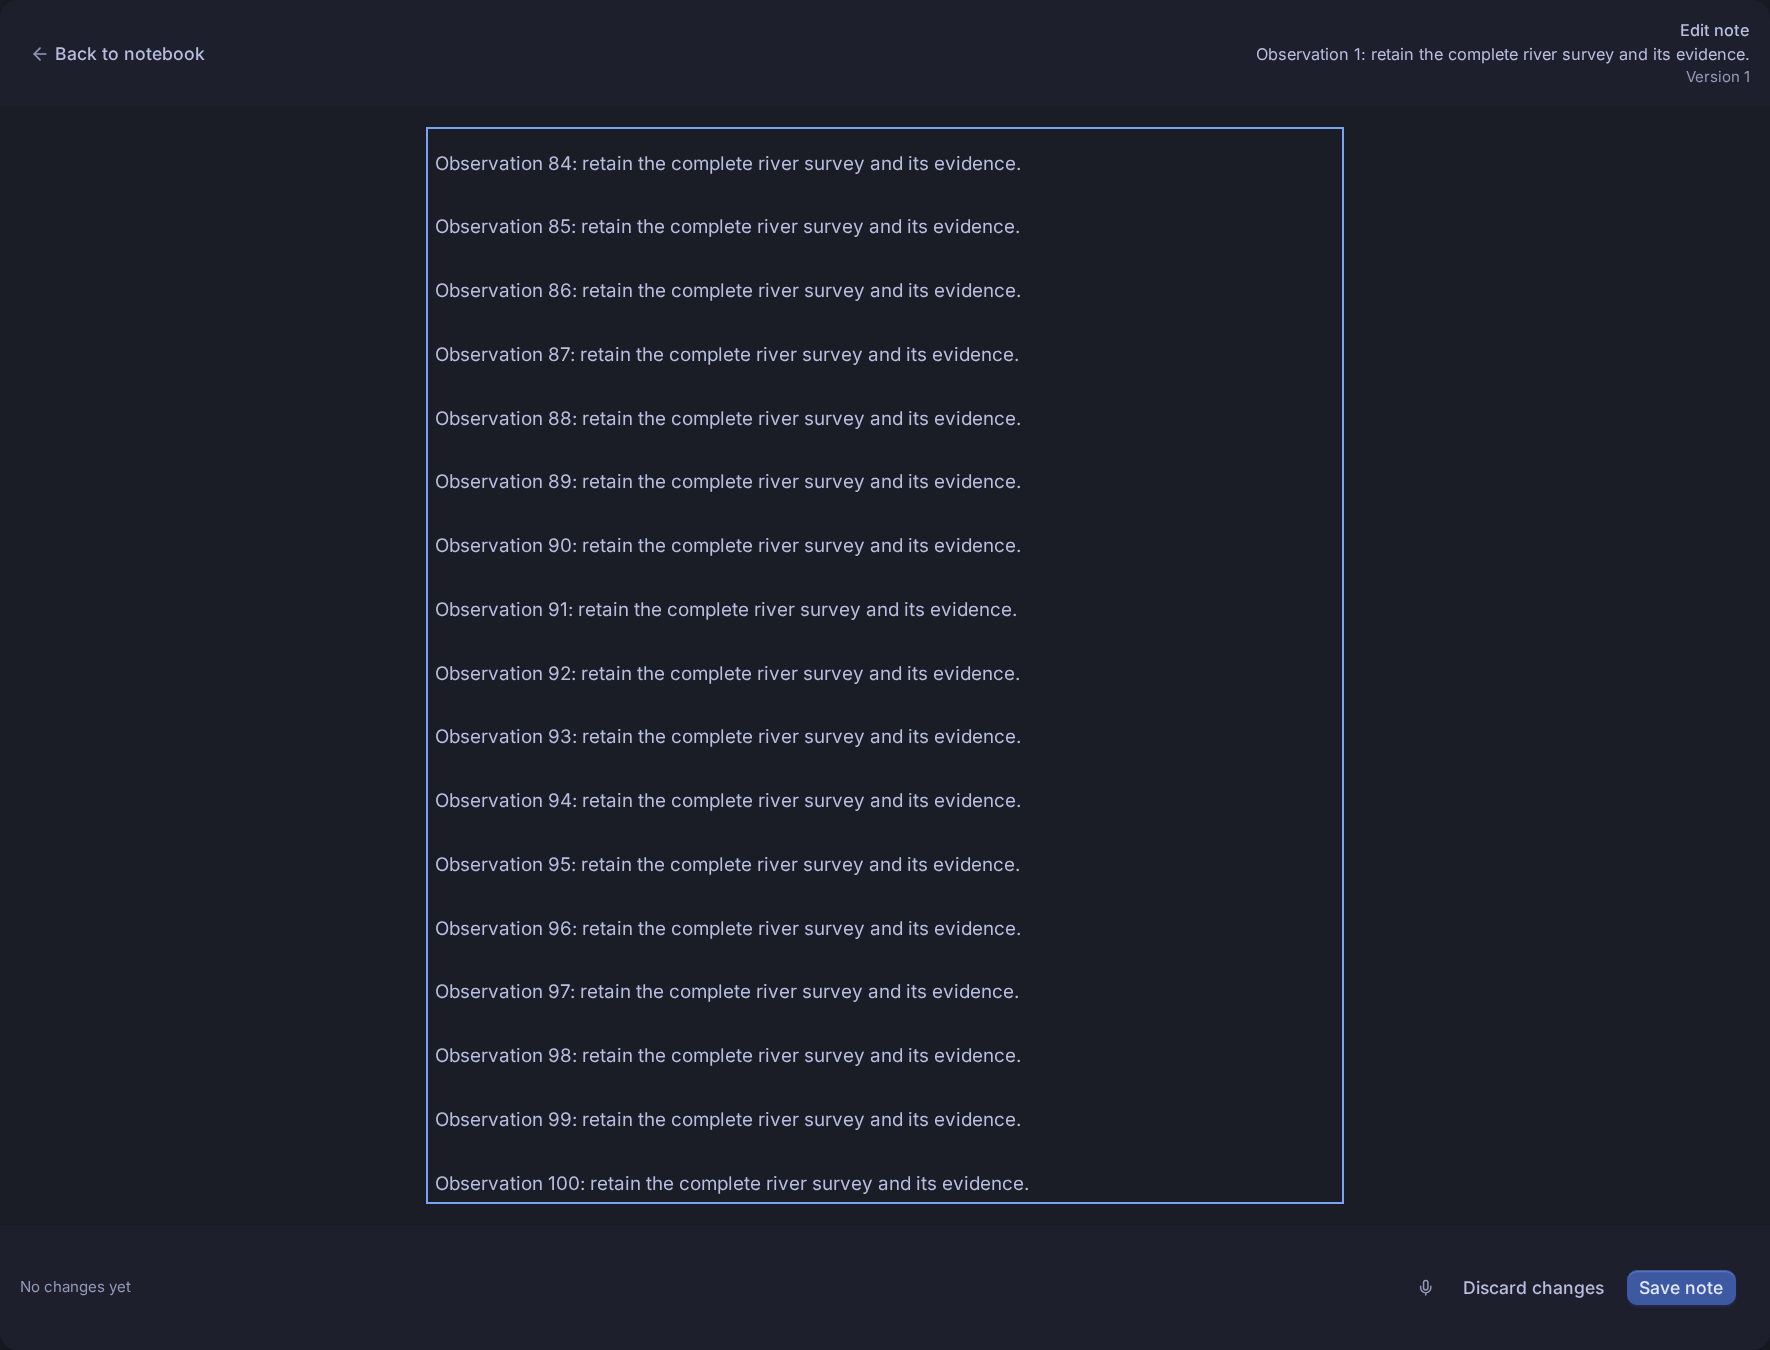 Back to notebook
Edit note
Observation 1: retain the complete river survey and its evidence.
Version 1
Observation 84: retain the complete river survey and its evidence.
Observation 85: retain the complete river survey and its evidence.
Observation 86: retain the complete river survey and its evidence.
Observation 87: retain the complete river survey and its evidence.
Observation 88: retain the complete river survey and its evidence.
Observation 89: retain the complete river survey and its evidence.
Observation 90: retain the complete river survey and its evidence.
Observation 91: retain the complete river survey and its evidence.
Observation 92: retain the complete river survey and its evidence.
Observation 93: retain the complete river survey and its evidence.
Observation 94: retain the complete river survey and its evidence.
Observation 95: retain the complete river survey and its evidence.
Observation 96: retain the complete river survey and its evidence.
Observation 97: retain the complete river survey and its evidence.
Observation 98: retain the complete river survey and its evidence.
Observation 99: retain the complete river survey and its evidence.
Observation 100: retain the complete river survey and its evidence.
No changes yet
Discard changes
Save note